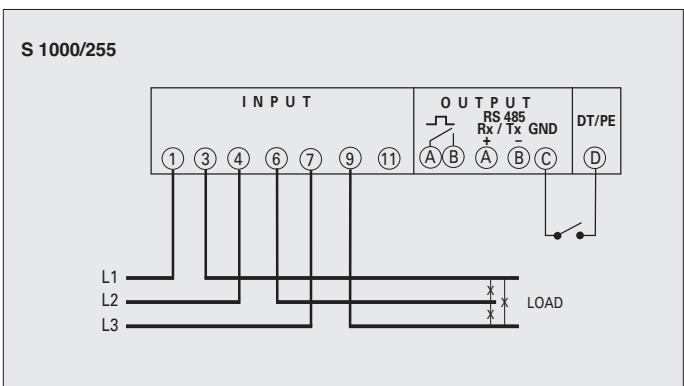 S 1000/255
INPUT
OUTPUT
RS 485
Rx / Tx GND
+ –
DT/PE
1 3 4 6 7 9 11 A B A B C D
L1
L2
L3
LOAD